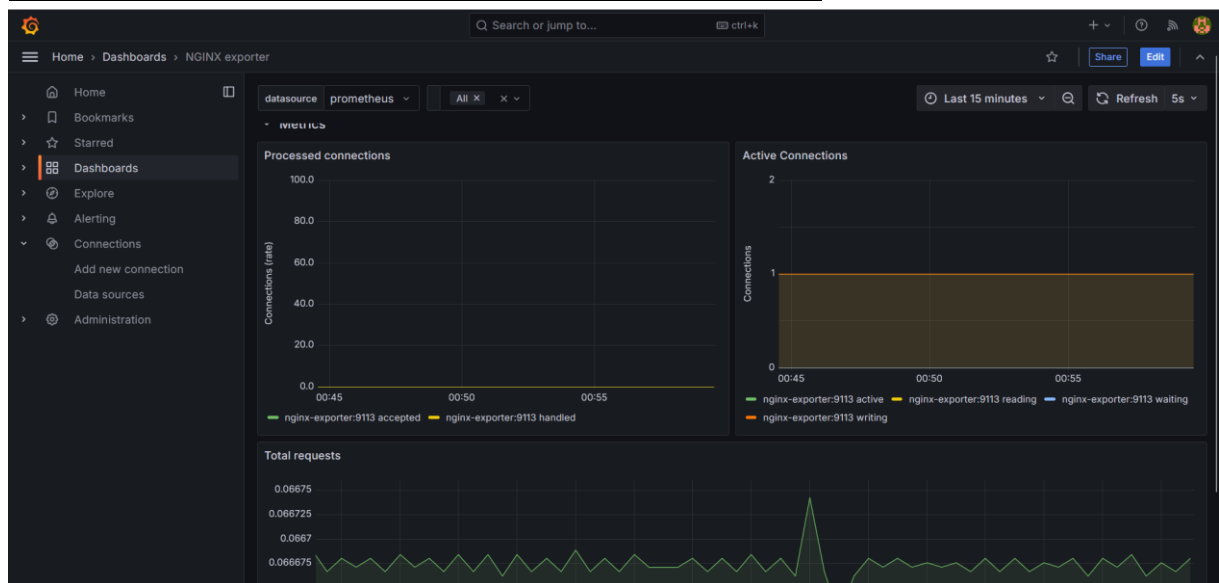 Search or jump to... ctrl+k
Home › Dashboards › NGINX exporter
Share Edit
Home
Bookmarks
Starred
Dashboards
Explore
Alerting
Connections
Add new connection
Data sources
Administration
datasource prometheus All ×
Last 15 minutes Refresh 5s
Metrics
Processed connections
100.0
80.0
60.0
40.0
20.0
0.0
Connections (rate)
00:45 00:50 00:55
nginx-exporter:9113 accepted nginx-exporter:9113 handled
Active Connections
2
1
0
Connections
00:45 00:50 00:55
nginx-exporter:9113 active nginx-exporter:9113 reading nginx-exporter:9113 waiting
nginx-exporter:9113 writing
Total requests
0.06675
0.066725
0.0667
0.066675